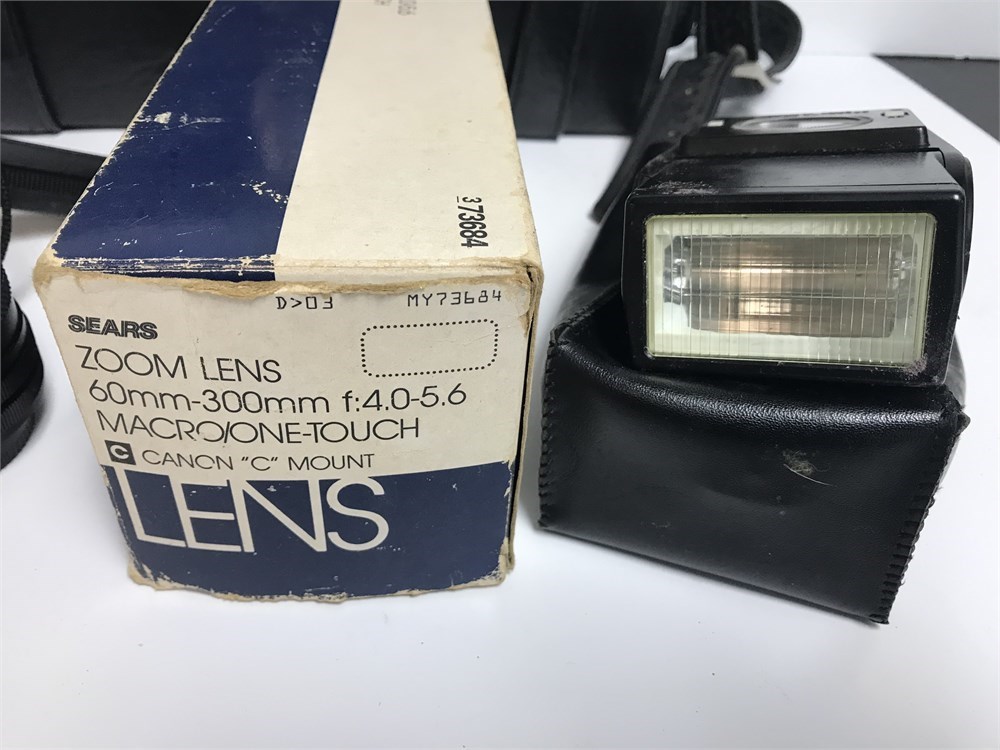 373684
D>03 MY73684
SEARS
ZOOM LENS
60mm-300mm f:4.0-5.6
MACRO/ONE-TOUCH
C CANON "C" MOUNT
LENS